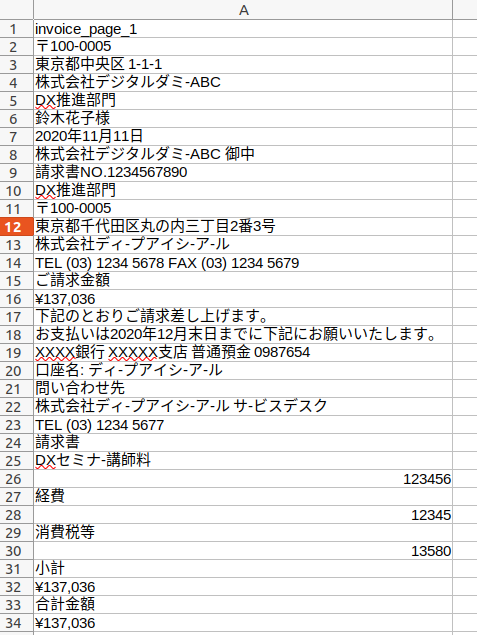 A
1 invoice_page_1
2 〒100-0005
3 東京都中央区 1-1-1
4 株式会社デジタルダミ-ABC
5 DX推進部門
6 鈴木花子様
7 2020年11月11日
8 株式会社デジタルダミ-ABC 御中
9 請求書NO.1234567890
10 DX推進部門
11 〒100-0005
12 東京都千代田区丸の内三丁目2番3号
13 株式会社ディ-プアイシ-ア-ル
14 TEL (03) 1234 5678 FAX (03) 1234 5679
15 ご請求金額
16 ¥137,036
17 下記のとおりご請求差し上げます。
18 お支払いは2020年12月末日までに下記にお願いいたします。
19 XXXX銀行 XXXXX支店 普通預金 0987654
20 口座名: ディ-プアイシ-ア-ル
21 問い合わせ先
22 株式会社ディ-プアイシ-ア-ル サ-ビスデスク
23 TEL (03) 1234 5677
24 請求書
25 DXセミナ-講師料
26 123456
27 経費
28 12345
29 消費税等
30 13580
31 小計
32 ¥137,036
33 合計金額
34 ¥137,036